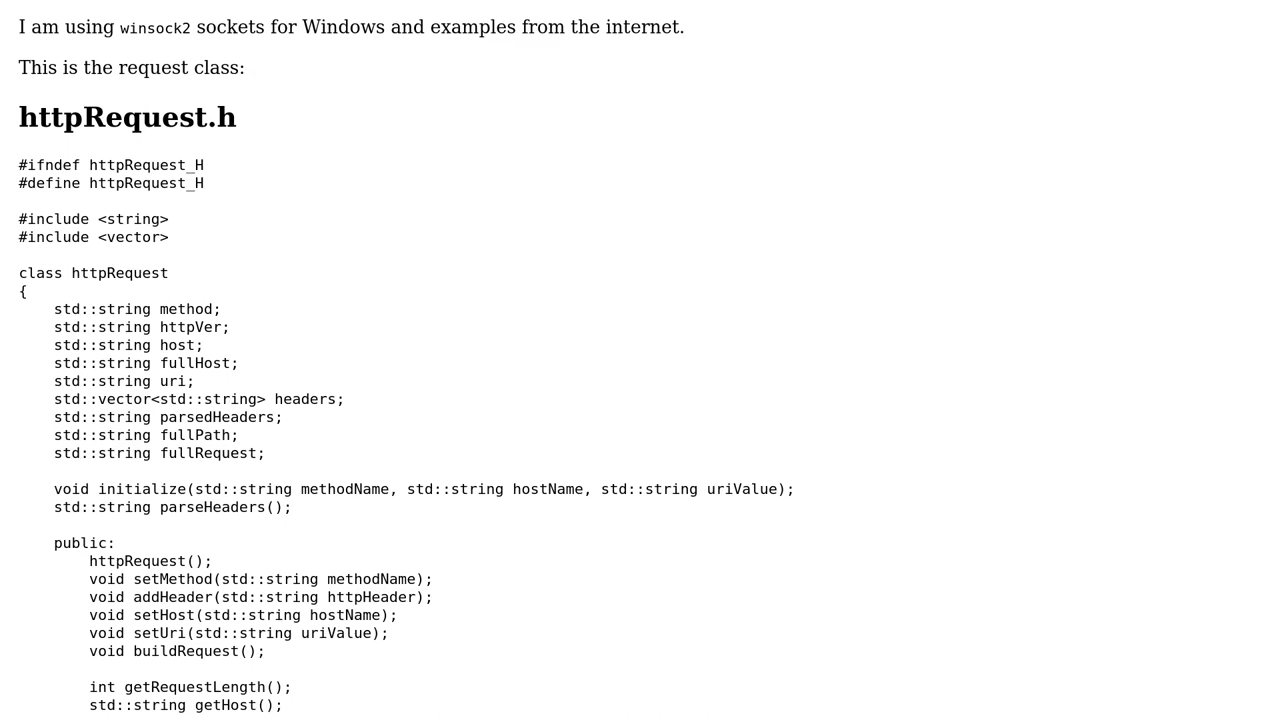 I am using winsock2 sockets for Windows and examples from the internet.
This is the request class:
httpRequest.h
#ifndef httpRequest_H
#define httpRequest_H
#include <string>
#include <vector>
class httpRequest
{
    std::string method;
    std::string httpVer;
    std::string host;
    std::string fullHost;
    std::string uri;
    std::vector<std::string> headers;
    std::string parsedHeaders;
    std::string fullPath;
    std::string fullRequest;
    void initialize(std::string methodName, std::string hostName, std::string uriValue);
    std::string parseHeaders();
    public:
        httpRequest();
        void setMethod(std::string methodName);
        void addHeader(std::string httpHeader);
        void setHost(std::string hostName);
        void setUri(std::string uriValue);
        void buildRequest();
        int getRequestLength();
        std::string getHost();